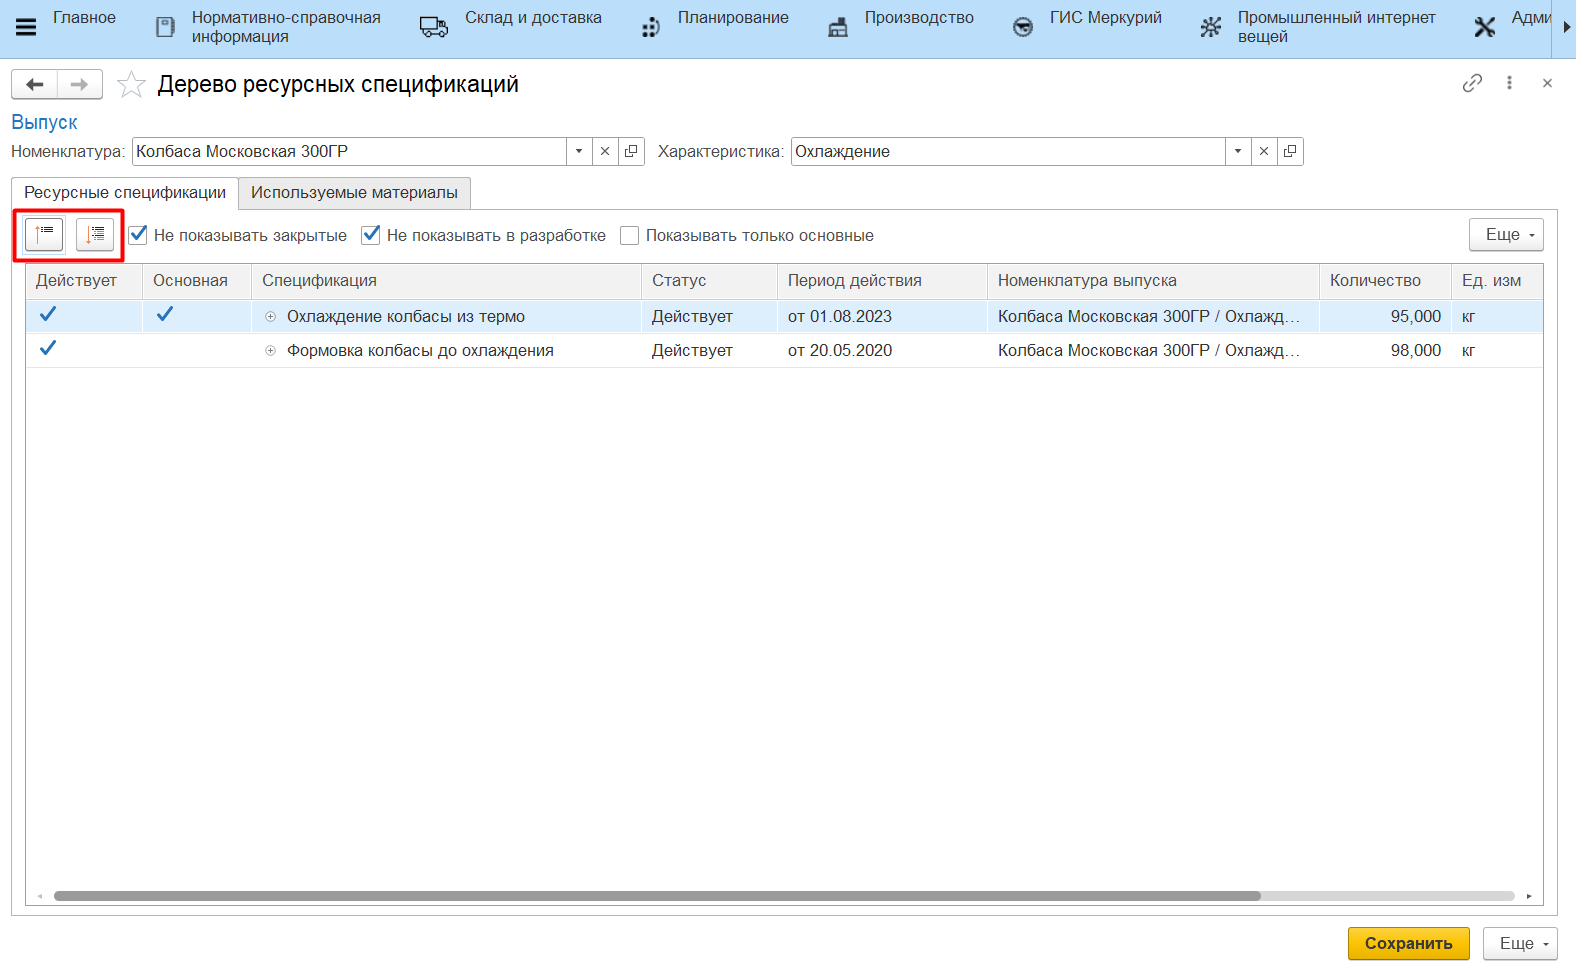 Главное
Нормативно-справочная
информация
Склад и доставка
Планирование
Производство
ГИС Меркурий
Промышленный интернет
вещей
Адми
Дерево ресурсных спецификаций
Выпуск
Номенклатура: Колбаса Московская 300ГР Характеристика: Охлаждение
Ресурсные спецификации Используемые материалы
Не показывать закрытые Не показывать в разработке Показывать только основные Еще
Действует Основная Спецификация Статус Период действия Номенклатура выпуска Количество Ед. изм
Охлаждение колбасы из термо Действует от 01.08.2023 Колбаса Московская 300ГР / Охлажд... 95,000 кг
Формовка колбасы до охлаждения Действует от 20.05.2020 Колбаса Московская 300ГР / Охлажд... 98,000 кг
Сохранить Еще